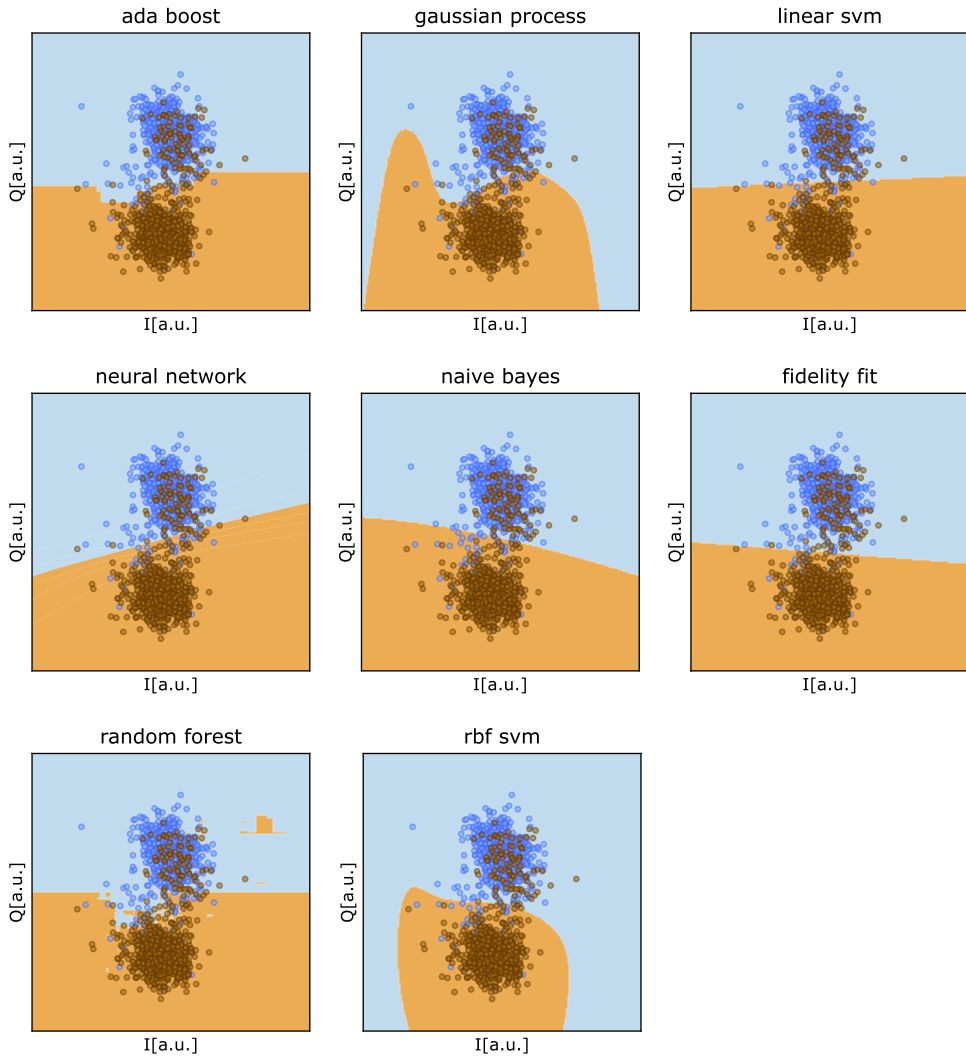 ada boost
gaussian process
linear svm
Q[a.u.]
Q[a.u.]
Q[a.u.]
I[a.u.]
I[a.u.]
I[a.u.]
neural network
naive bayes
fidelity fit
Q[a.u.]
Q[a.u.]
Q[a.u.]
I[a.u.]
I[a.u.]
I[a.u.]
random forest
rbf svm
Q[a.u.]
Q[a.u.]
I[a.u.]
I[a.u.]